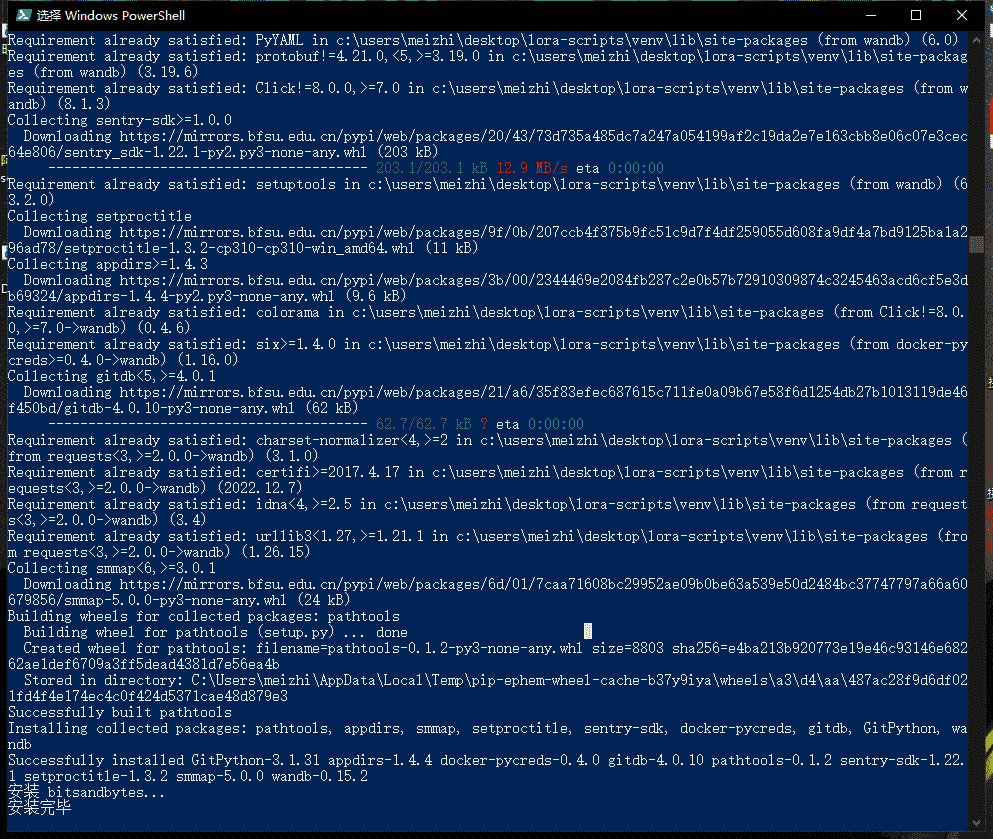 选择 Windows PowerShell
Requirement already satisfied: PyYAML in c:\users\meizhi\desktop\lora-scripts\venv\lib\site-packages (from wandb) (6.0)
Requirement already satisfied: protobuf!=4.21.0,<5,>=3.19.0 in c:\users\meizhi\desktop\lora-scripts\venv\lib\site-packag
es (from wandb) (3.19.6)
Requirement already satisfied: Click!=8.0.0,>=7.0 in c:\users\meizhi\desktop\lora-scripts\venv\lib\site-packages (from w
andb) (8.1.3)
Collecting sentry-sdk>=1.0.0
  Downloading https://mirrors.bfsu.edu.cn/pypi/web/packages/20/43/73d735a485dc7a247a054199af2c19da2e7e163cbb8e06c07e3cec
64e806/sentry_sdk-1.22.1-py2.py3-none-any.whl (203 kB)
     ---------------------------------------- 203.1/203.1 kB 12.9 MB/s eta 0:00:00
Requirement already satisfied: setuptools in c:\users\meizhi\desktop\lora-scripts\venv\lib\site-packages (from wandb) (6
3.2.0)
Collecting setproctitle
  Downloading https://mirrors.bfsu.edu.cn/pypi/web/packages/9f/0b/207ccb4f375b9fc51c9d7f4df259055d608fa9df4a7bd9125ba1a2
96ad78/setproctitle-1.3.2-cp310-cp310-win_amd64.whl (11 kB)
Collecting appdirs>=1.4.3
  Downloading https://mirrors.bfsu.edu.cn/pypi/web/packages/3b/00/2344469e2084fb287c2e0b57b72910309874c3245463acd6cf5e3d
b69324/appdirs-1.4.4-py2.py3-none-any.whl (9.6 kB)
Requirement already satisfied: colorama in c:\users\meizhi\desktop\lora-scripts\venv\lib\site-packages (from Click!=8.0.
0,>=7.0->wandb) (0.4.6)
Requirement already satisfied: six>=1.4.0 in c:\users\meizhi\desktop\lora-scripts\venv\lib\site-packages (from docker-py
creds>=0.4.0->wandb) (1.16.0)
Collecting gitdb<5,>=4.0.1
  Downloading https://mirrors.bfsu.edu.cn/pypi/web/packages/21/a6/35f83efec687615c711fe0a09b67e58f6d1254db27b1013119de46
f450bd/gitdb-4.0.10-py3-none-any.whl (62 kB)
     ---------------------------------------- 62.7/62.7 kB ? eta 0:00:00
Requirement already satisfied: charset-normalizer<4,>=2 in c:\users\meizhi\desktop\lora-scripts\venv\lib\site-packages (
from requests<3,>=2.0.0->wandb) (3.1.0)
Requirement already satisfied: certifi>=2017.4.17 in c:\users\meizhi\desktop\lora-scripts\venv\lib\site-packages (from r
equests<3,>=2.0.0->wandb) (2022.12.7)
Requirement already satisfied: idna<4,>=2.5 in c:\users\meizhi\desktop\lora-scripts\venv\lib\site-packages (from request
s<3,>=2.0.0->wandb) (3.4)
Requirement already satisfied: urllib3<1.27,>=1.21.1 in c:\users\meizhi\desktop\lora-scripts\venv\lib\site-packages (fro
m requests<3,>=2.0.0->wandb) (1.26.15)
Collecting smmap<6,>=3.0.1
  Downloading https://mirrors.bfsu.edu.cn/pypi/web/packages/6d/01/7caa71608bc29952ae09b0be63a539e50d2484bc37747797a66a60
679856/smmap-5.0.0-py3-none-any.whl (24 kB)
Building wheels for collected packages: pathtools
  Building wheel for pathtools (setup.py) ... done
  Created wheel for pathtools: filename=pathtools-0.1.2-py3-none-any.whl size=8803 sha256=e4ba213b920773e19e46c93146e682
62ae1def6709a3ff5dead4381d7e56ea4b
  Stored in directory: C:\Users\meizhi\AppData\Local\Temp\pip-ephem-wheel-cache-b37y9iya\wheels\a3\d4\aa\487ac28f9d6df02
1fd4f4e174ec4c0f424d5371cae48d879e3
Successfully built pathtools
Installing collected packages: pathtools, appdirs, smmap, setproctitle, sentry-sdk, docker-pycreds, gitdb, GitPython, wa
ndb
Successfully installed GitPython-3.1.31 appdirs-1.4.4 docker-pycreds-0.4.0 gitdb-4.0.10 pathtools-0.1.2 sentry-sdk-1.22.
1 setproctitle-1.3.2 smmap-5.0.0 wandb-0.15.2
安装 bitsandbytes...
安装完毕